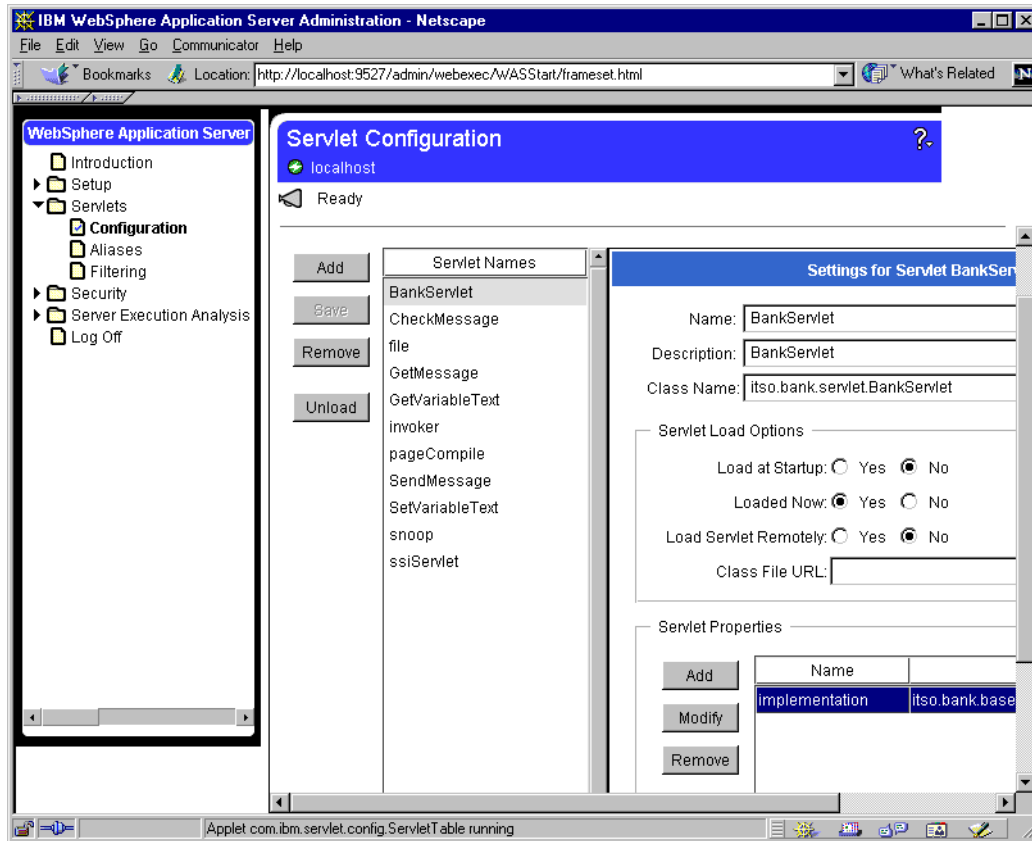 IBM WebSphere Application Server Administration - Netscape
File Edit View Go Communicator Help
Bookmarks Location: http://localhost:9527/admin/webexec/WASStart/frameset.html What's Related
N
WebSphere Application Server
Introduction
Setup
Servlets
Configuration
Aliases
Filtering
Security
Server Execution Analysis
Log Off
Servlet Configuration
?
localhost
Ready
Add
Save
Remove
Unload
Servlet Names
BankServlet
CheckMessage
file
GetMessage
GetVariableText
invoker
pageCompile
SendMessage
SetVariableText
snoop
ssiServlet
Settings for Servlet BankSer
Name: BankServlet
Description: BankServlet
Class Name: itso.bank.servlet.BankServlet
Servlet Load Options
Load at Startup: Yes No
Loaded Now: Yes No
Load Servlet Remotely: Yes No
Class File URL:
Servlet Properties
Add
Modify
Remove
Name
implementation itso.bank.base
Applet com.ibm.servlet.config.ServletTable running